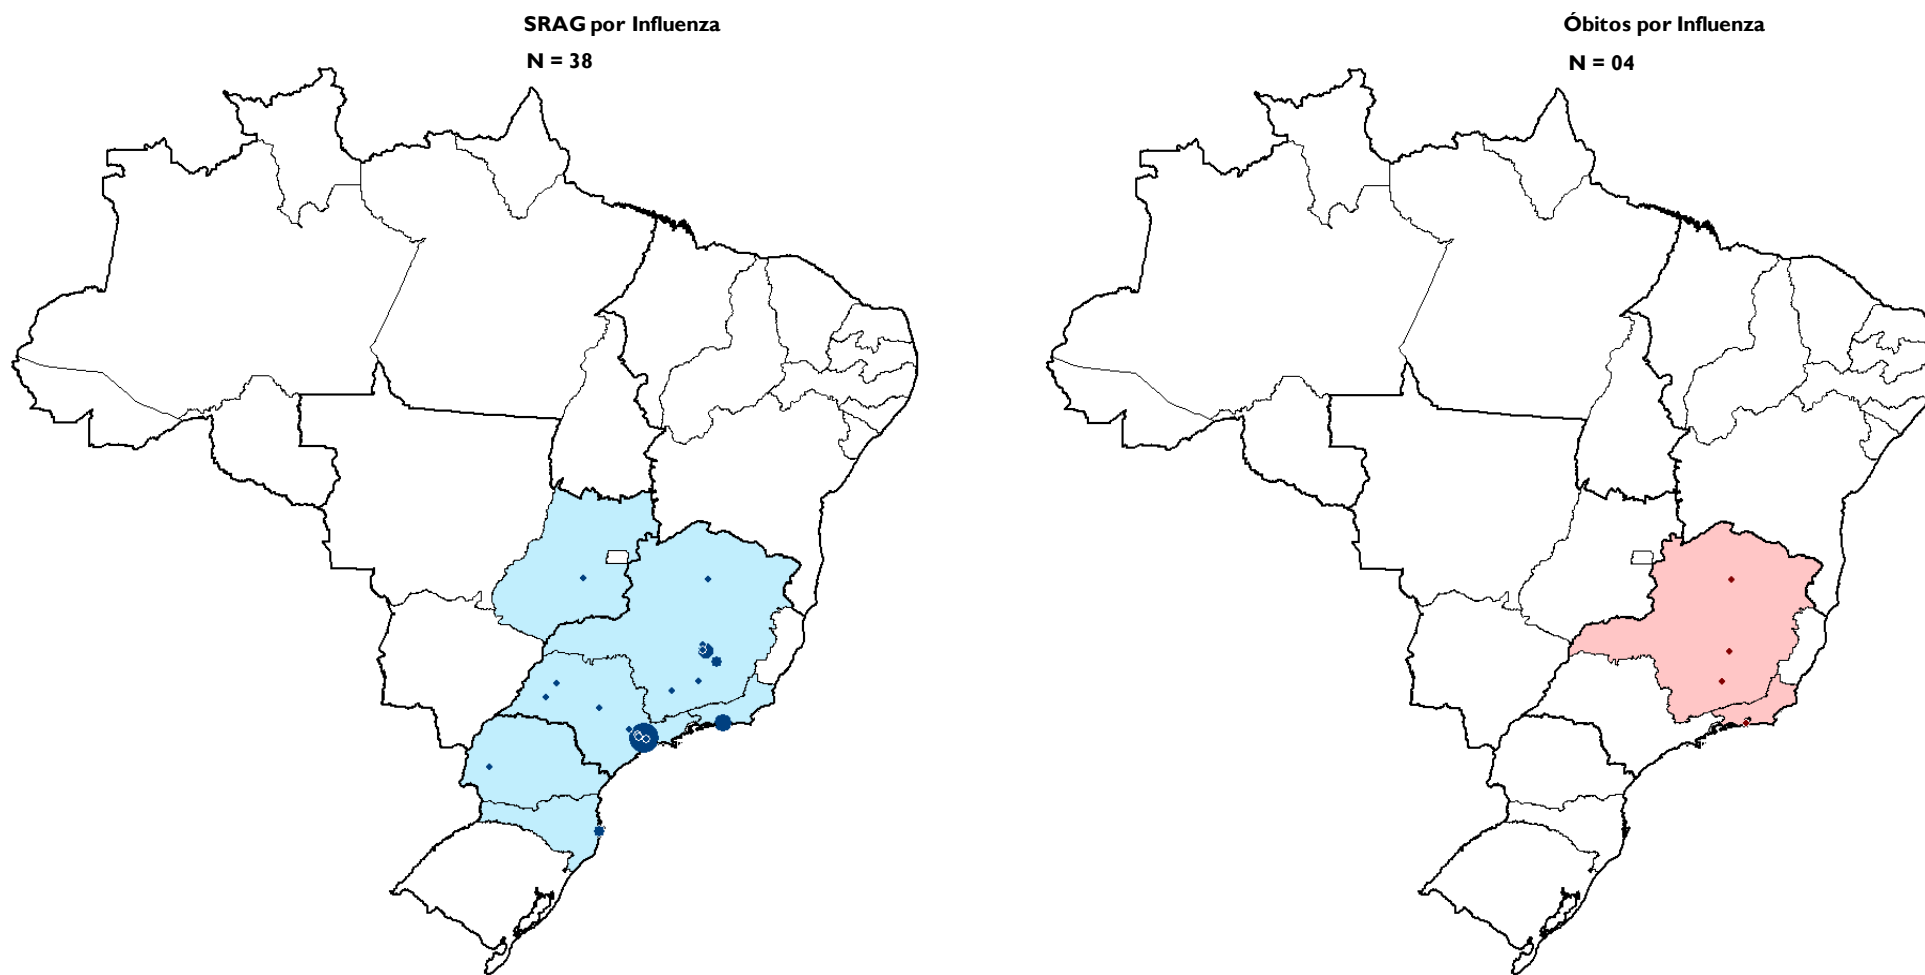 SRAG por Influenza
N = 38
Óbitos por Influenza
N = 04